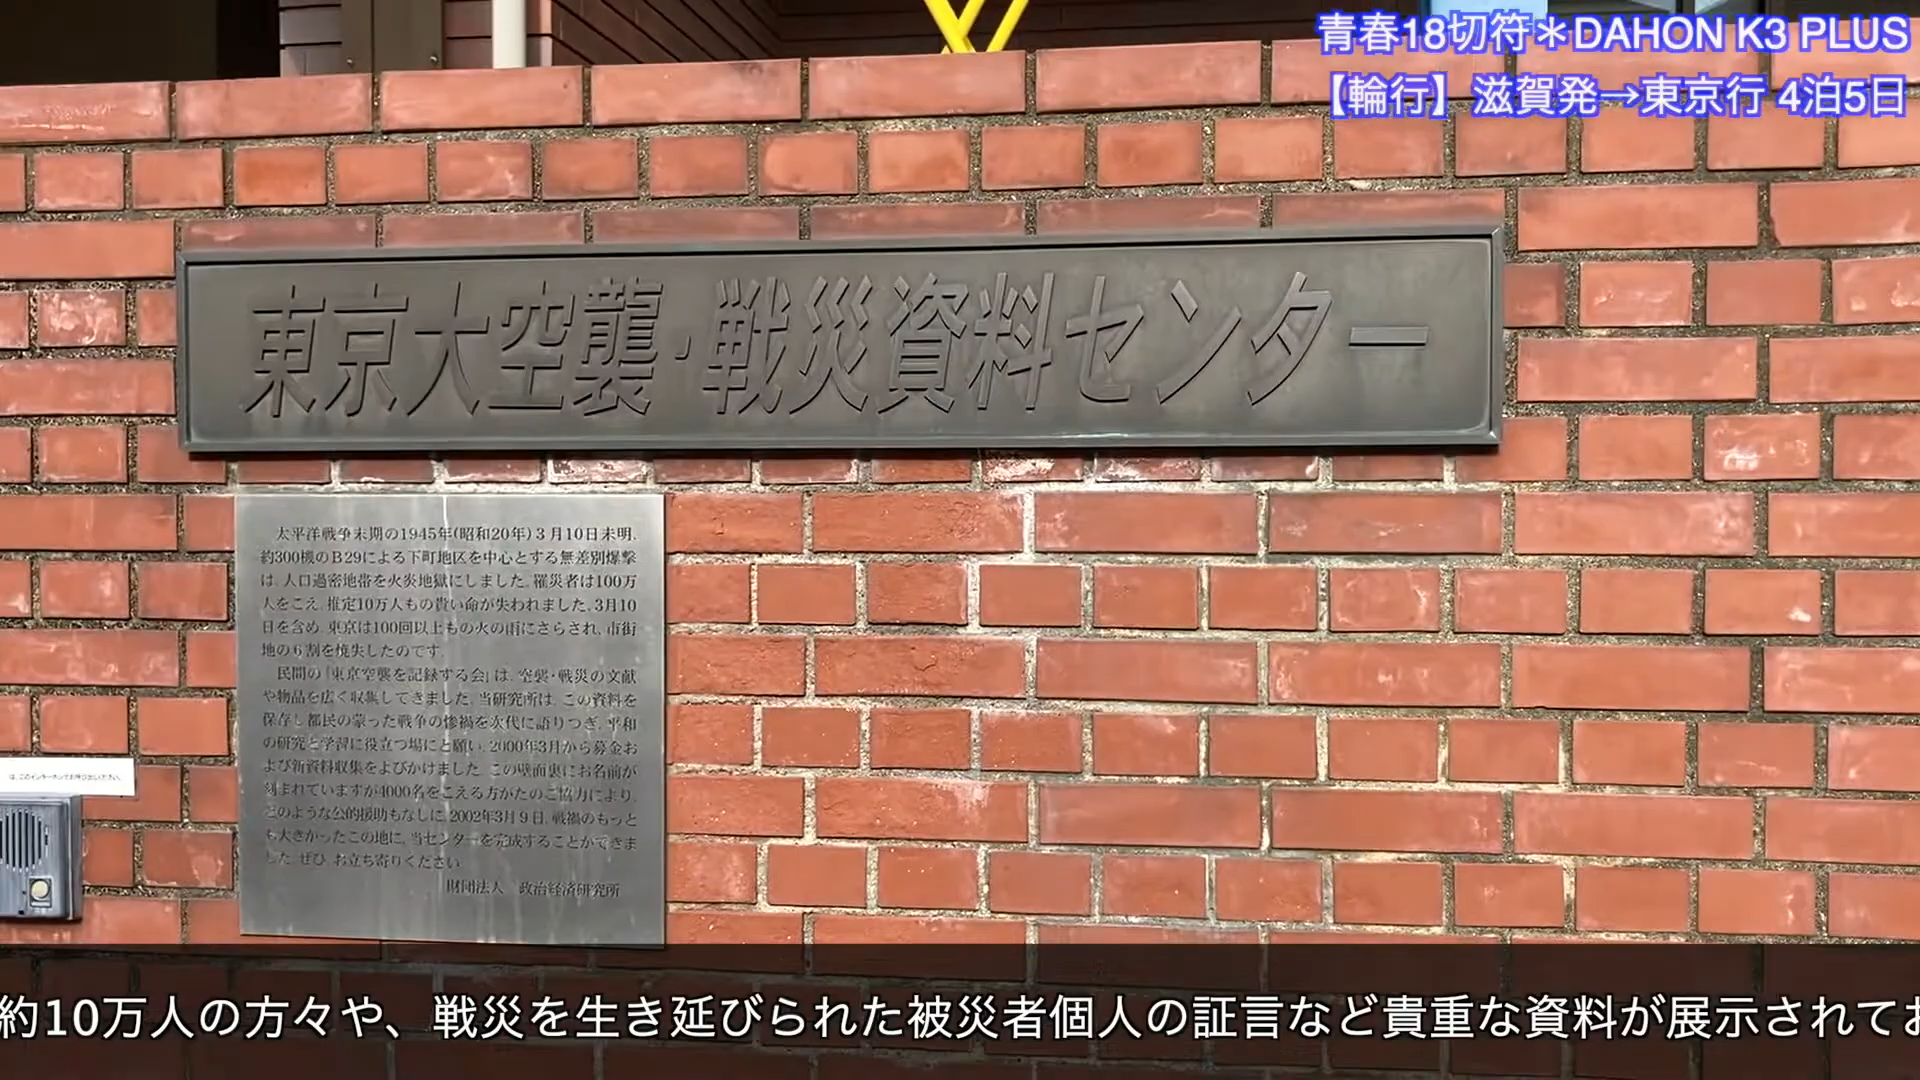 青春18切符＊DAHON K3 PLUS
【輪行】滋賀発→東京行 4泊5日
東京大空襲・戦災資料センター
太平洋戦争末期の1945年(昭和20年)3月10日未明、
約300機のB29による下町地区を中心とする無差別爆撃
は、人口過密地帯を火炎地獄にしました。罹災者は100万
人をこえ、推定10万人もの貴い命が失われました。3月10
日を含め、東京は100回以上もの火の雨にさらされ、市街
地の6割を焼失したのです。
民間の「東京空襲を記録する会」は、空襲・戦災の文献
や物品を広く収集してきました。当研究所は、この資料を
保存し都民の蒙った戦争の惨禍を次代に語りつぎ、平和
の研究と学習に役立つ場にと願い、2000年3月から募金お
よび新資料収集をよびかけました。この壁面裏にお名前が
刻まれていますが4000名をこえる方がたのご協力により、
どのような公的援助もなしに、2002年3月9日、戦禍のもっと
も大きかったこの地に、当センターを完成することができま
した。ぜひ、お立ち寄りください。
財団法人 政治経済研究所
は、このインターホンでお呼び出しください。
約10万人の方々や、戦災を生き延びられた被災者個人の証言など貴重な資料が展示されてお